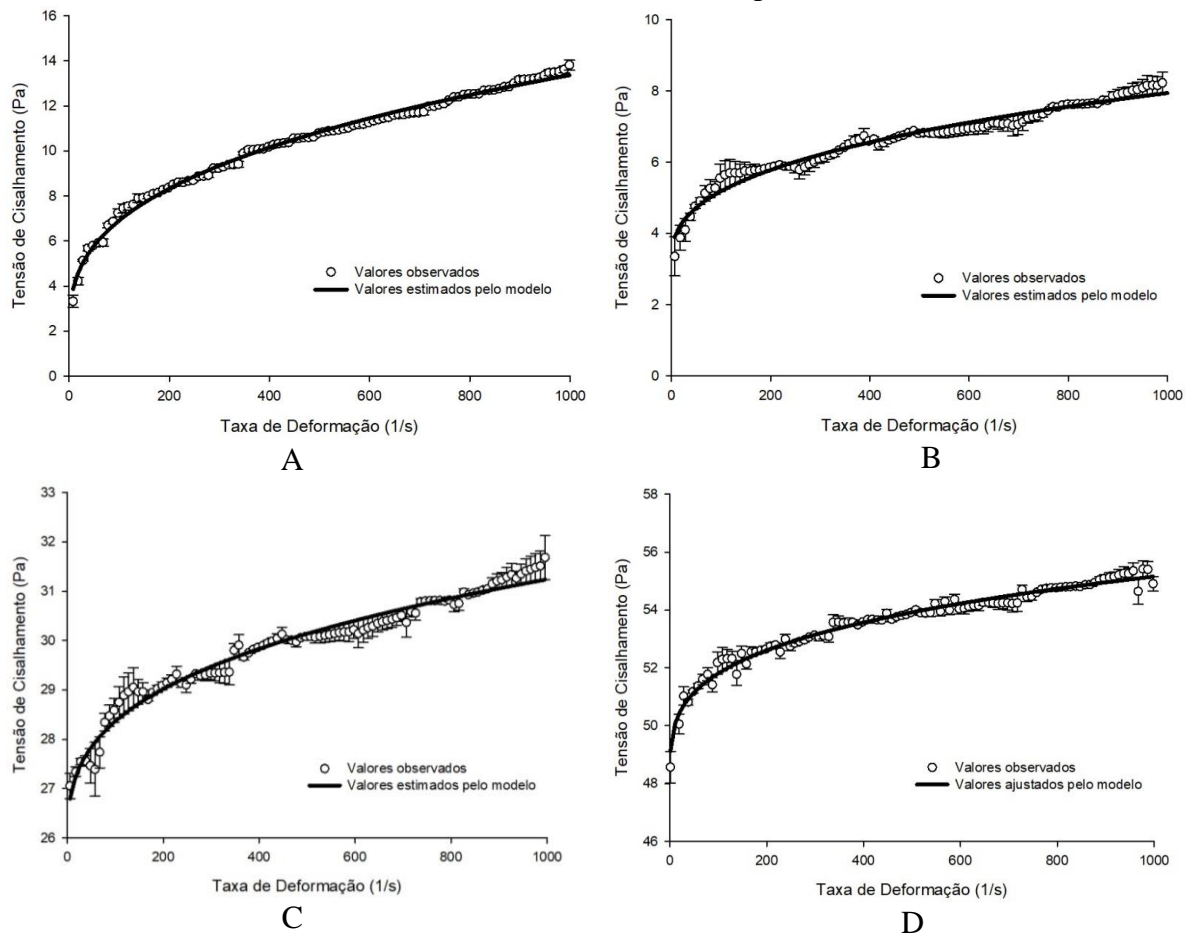 16
14
12
10
8
6
4
2
0
Tensão de Cisalhamento (Pa)
Valores observados
Valores estimados pelo modelo
0 200 400 600 800 1000
Taxa de Deformação (1/s)
A
10
8
6
4
2
0
Tensão de Cisalhamento (Pa)
Valores observados
Valores estimados pelo modelo
0 200 400 600 800 1000
Taxa de Deformação (1/s)
B
33
32
31
30
29
28
27
26
Tensão de Cisalhamento (Pa)
Valores observados
Valores estimados pelo modelo
0 200 400 600 800 1000
Taxa de Deformação (1/s)
C
58
56
54
52
50
48
46
Tensão de Cisalhamento (Pa)
Valores observados
Valores ajustados pelo modelo
0 200 400 600 800 1000
Taxa de Deformação (1/s)
D